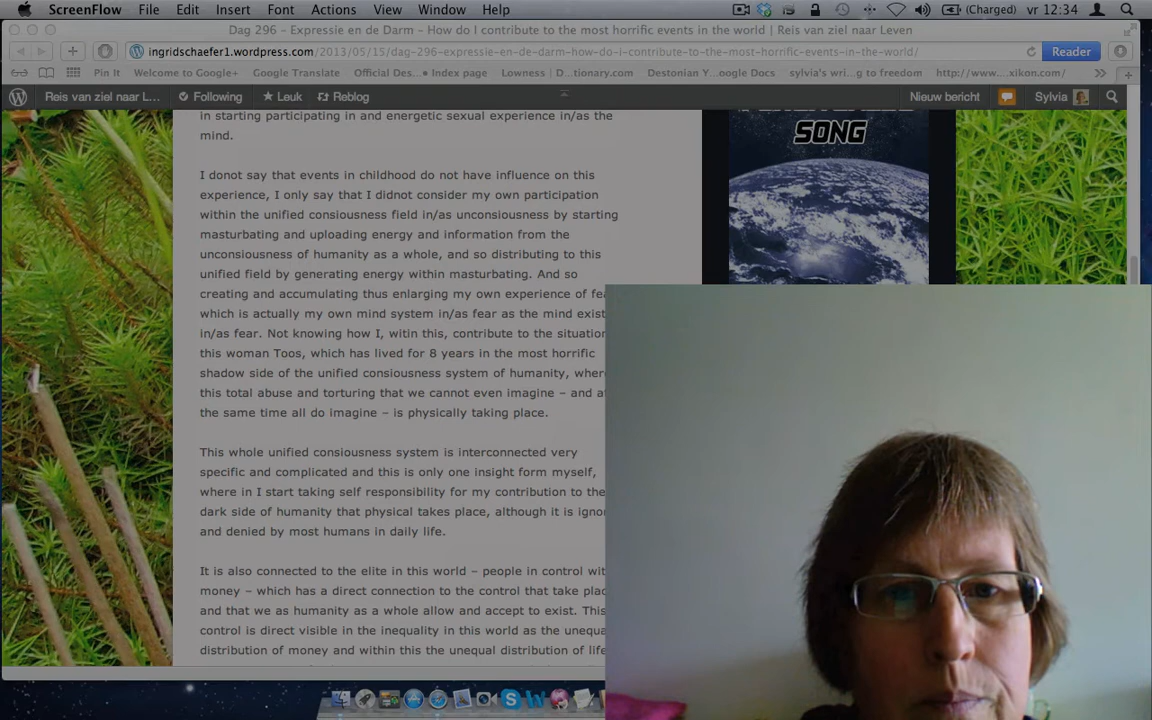 ScreenFlow File Edit Insert Font Actions View Window Help (Charged) vr 12:34
Dag 296 – Expressie en de Darm – How do I contribute to the most horrific events in the world | Reis van ziel naar Leven
ingridschaefer1.wordpress.com/2013/05/15/dag-296-expressie-en-de-darm-how-do-i-contribute-to-the-most-horrific-events-in-the-world/ Reader
Pin It Welcome to Google+ Google Translate Official Des...• Index page Lowness | D...tionary.com Destonian Y...oogle Docs sylvia's wri...g to freedom http://www....xikon.com/
Reis van ziel naar L... Following Leuk Reblog Nieuw bericht Sylvia
in starting participating in and energetic sexual experience in/as the
mind.
SONG
I donot say that events in childhood do not have influence on this
experience, I only say that I didnot consider my own participation
within the unified consiousness field in/as unconsiousness by starting
masturbating and uploading energy and information from the
unconsiousness of humanity as a whole, and so distributing to this
unified field by generating energy within masturbating. And so
creating and accumulating thus enlarging my own experience of fea
which is actually my own mind system in/as fear as the mind exist
in/as fear. Not knowing how I, witin this, contribute to the situation
this woman Toos, which has lived for 8 years in the most horrific
shadow side of the unified consiousness system of humanity, wher
this total abuse and torturing that we cannot even imagine – and a
the same time all do imagine – is physically taking place.
This whole unified consiousness system is interconnected very
specific and complicated and this is only one insight form myself,
where in I start taking self responsibility for my contribution to the
dark side of humanity that physical takes place, although it is igno
and denied by most humans in daily life.
It is also connected to the elite in this world – people in control wit
money – which has a direct connection to the control that take plac
and that we as humanity as a whole allow and accept to exist. This
control is direct visible in the inequality in this world as the unequa
distribution of money and within this the unequal distribution of life